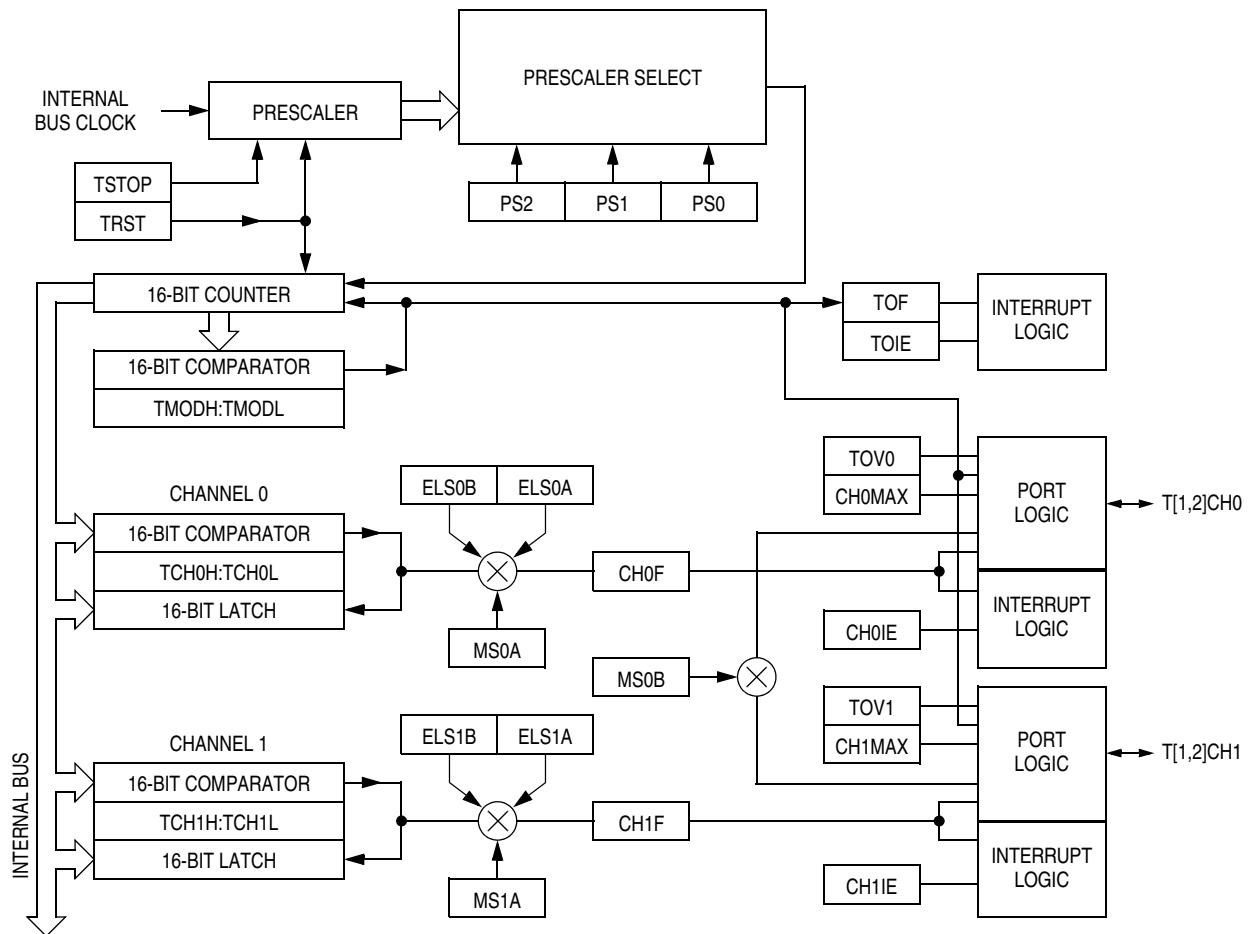 PRESCALER SELECT
INTERNAL
BUS CLOCK
PRESCALER
TSTOP
TRST
PS2
PS1
PS0
16-BIT COUNTER
TOF
TOIE
INTERRUPT
LOGIC
16-BIT COMPARATOR
TMODH:TMODL
CHANNEL 0
ELS0B
ELS0A
TOV0
CH0MAX
PORT
LOGIC
T[1,2]CH0
16-BIT COMPARATOR
TCH0H:TCH0L
16-BIT LATCH
CH0F
MS0A
CH0IE
INTERRUPT
LOGIC
MS0B
CHANNEL 1
ELS1B
ELS1A
TOV1
CH1MAX
PORT
LOGIC
T[1,2]CH1
INTERNAL BUS
16-BIT COMPARATOR
TCH1H:TCH1L
16-BIT LATCH
CH1F
MS1A
CH1IE
INTERRUPT
LOGIC